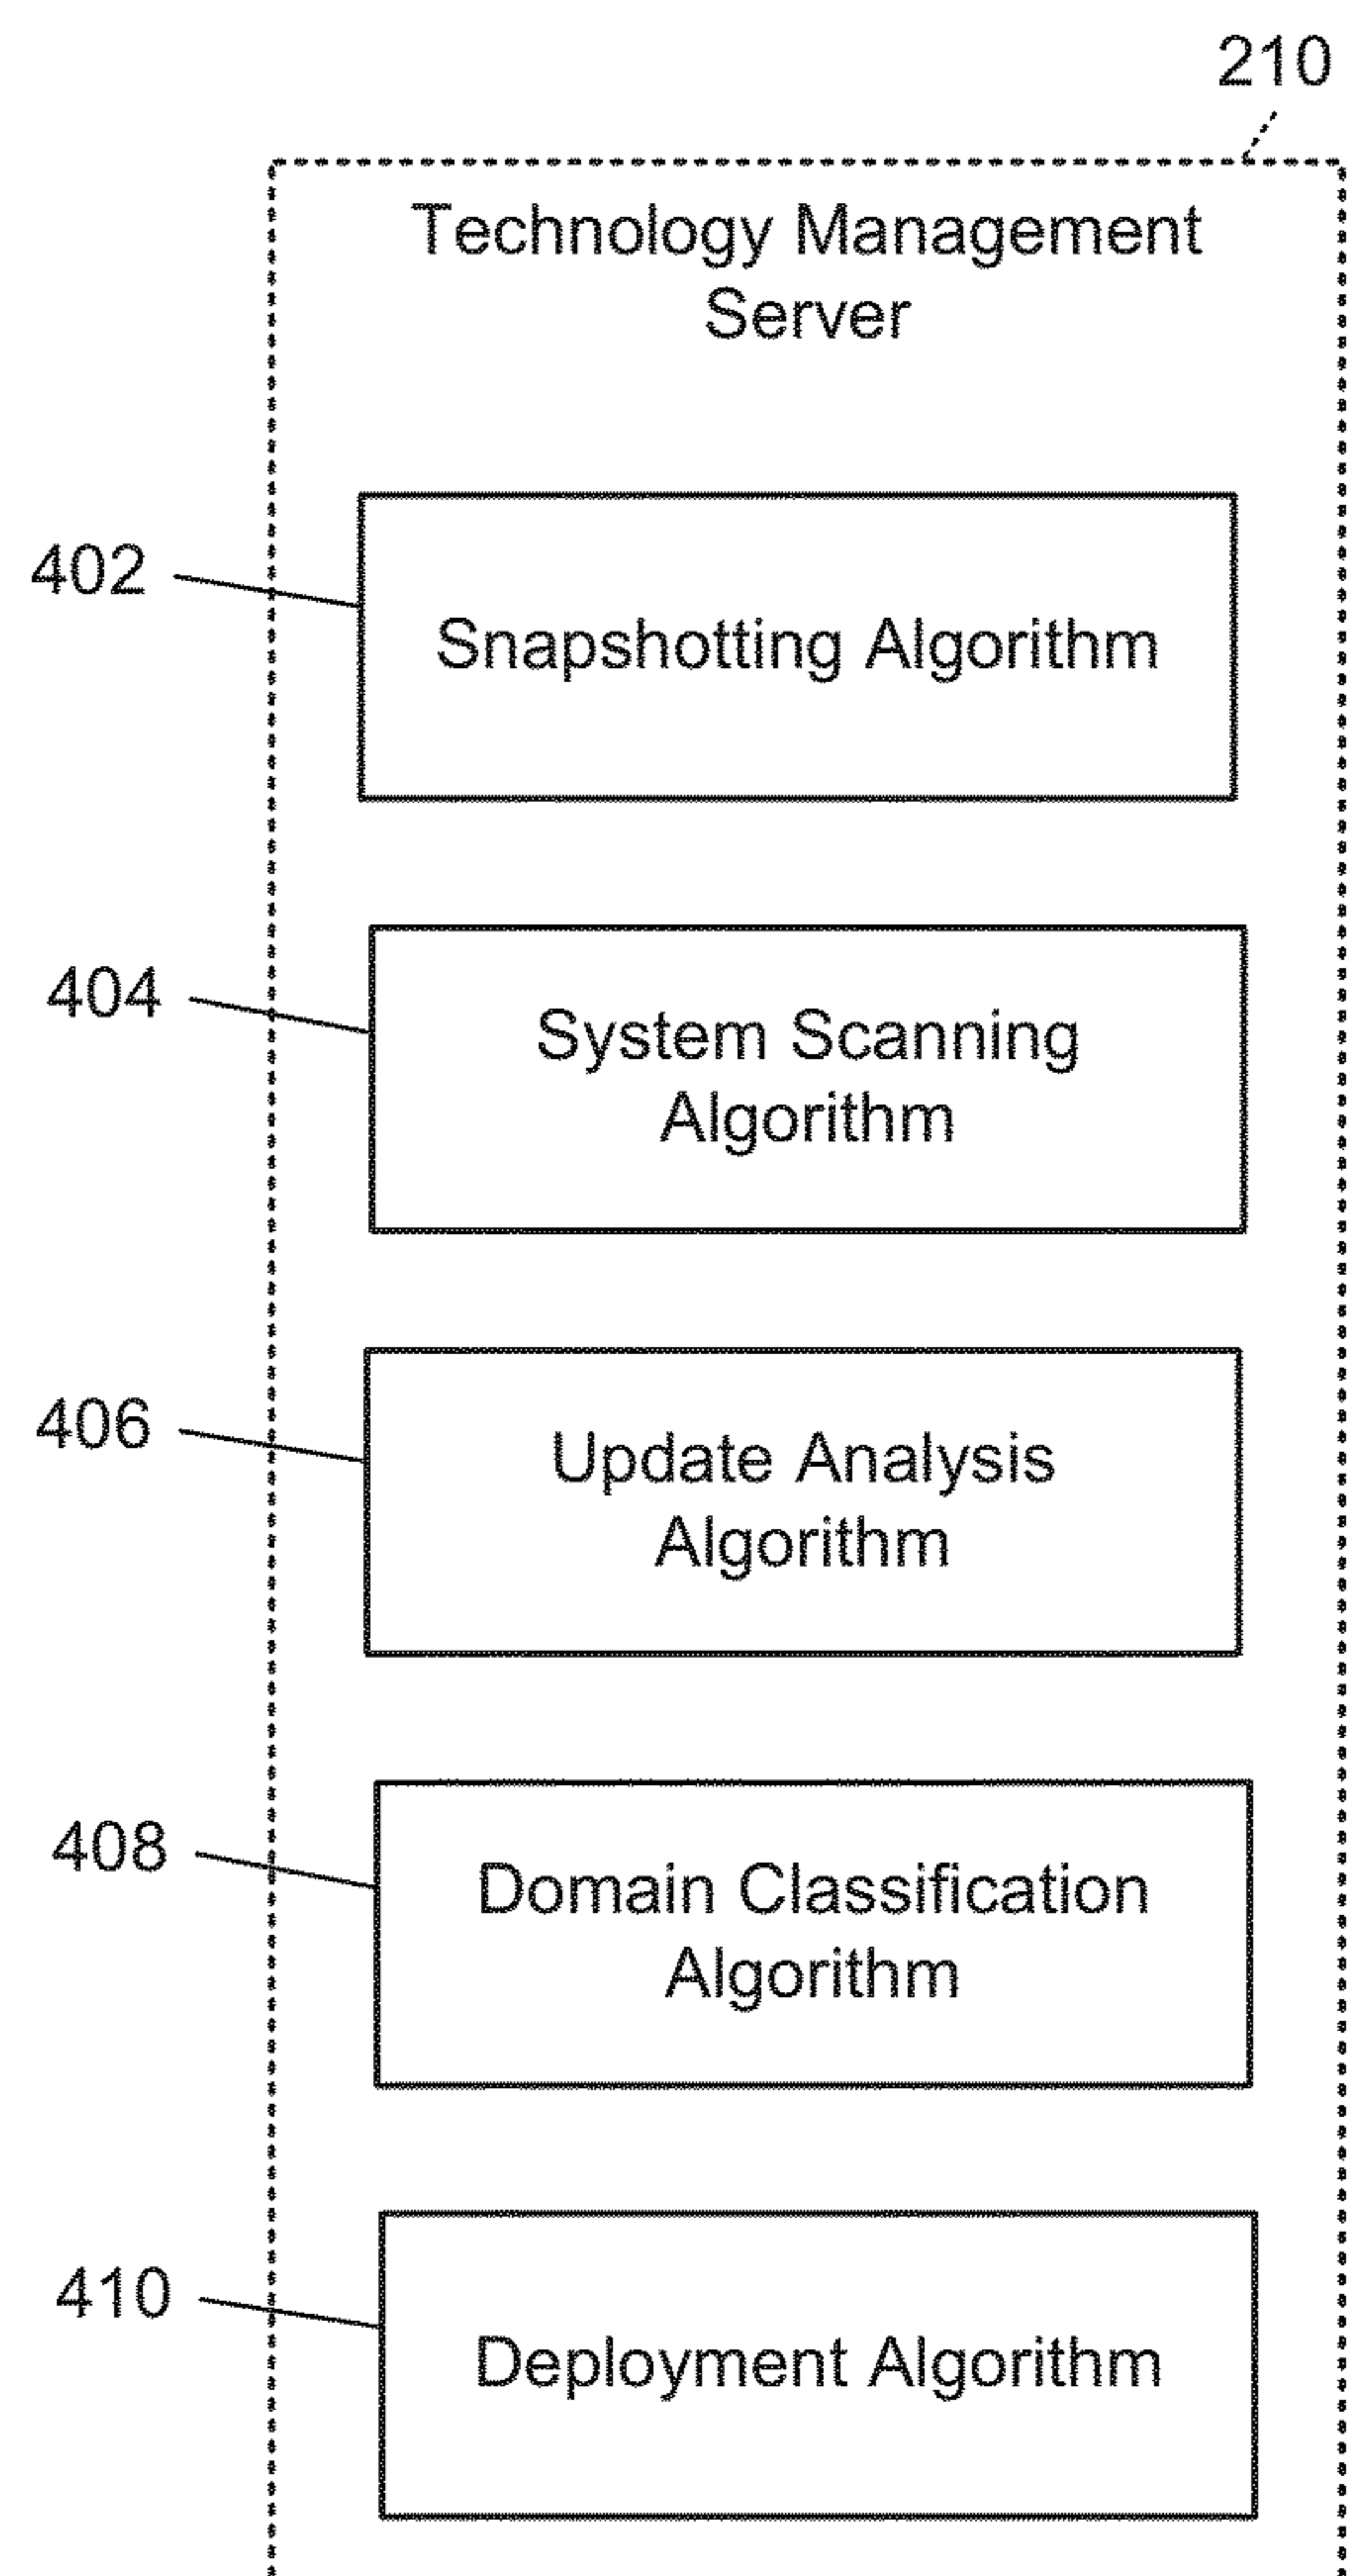 210
Technology Management
Server
402
Snapshotting Algorithm
404
System Scanning
Algorithm
406
Update Analysis
Algorithm
408
Domain Classification
Algorithm
410
Deployment Algorithm